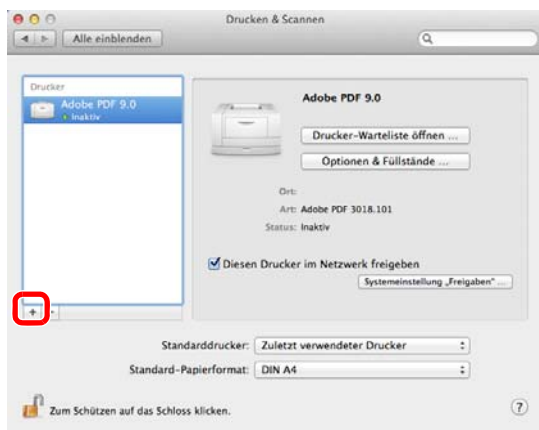 Drucken & Scannen
Alle einblenden
Drucker
Adobe PDF 9.0
Inaktiv
Adobe PDF 9.0
Drucker-Warteliste öffnen ...
Optionen & Füllstände ...
Ort:
Art: Adobe PDF 3018.101
Status: Inaktiv
Diesen Drucker im Netzwerk freigeben
Systemeinstellung „Freigaben“ ...
+ -
Standarddrucker: Zuletzt verwendeter Drucker
Standard-Papierformat: DIN A4
Zum Schützen auf das Schloss klicken.
?